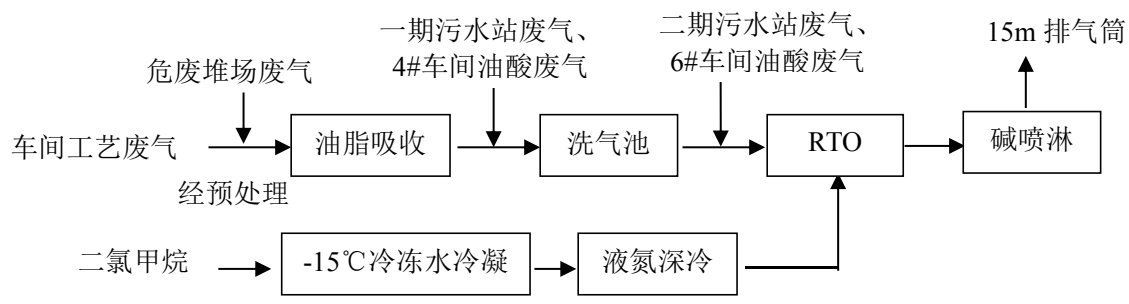 一期污水站废气、
4#车间油酸废气
二期污水站废气、
6#车间油酸废气
15m 排气筒
危废堆场废气
车间工艺废气
经预处理
油脂吸收
洗气池
RTO
碱喷淋
二氯甲烷
-15℃冷冻水冷凝
液氮深冷